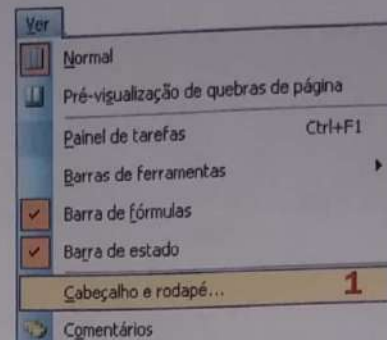 Ver
Normal
Pré-visualização de quebras de página
Painel de tarefas Ctrl+F1
Barras de ferramentas
Barra de fórmulas
Barra de estado
Cabeçalho e rodapé... 1
Comentários